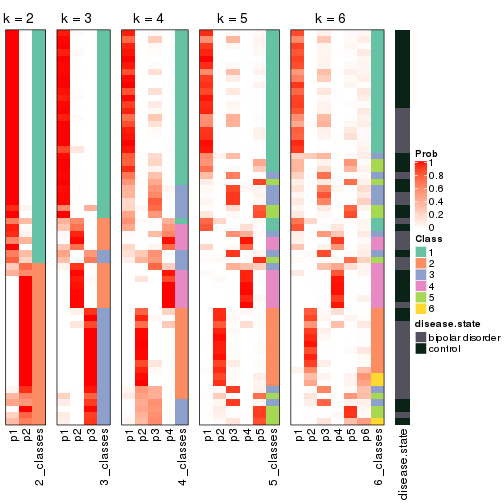 k = 2
k = 3
k = 4
k = 5
k = 6
Prob
1
0.8
0.6
0.4
0.2
0
Class
1
2
3
4
5
6
disease.state
bipolar disorder
control
p1
p2
2_classes
p1
p2
p3
3_classes
p1
p2
p3
p4
4_classes
p1
p2
p3
p4
p5
5_classes
p1
p2
p3
p4
p5
p6
6_classes
disease.state